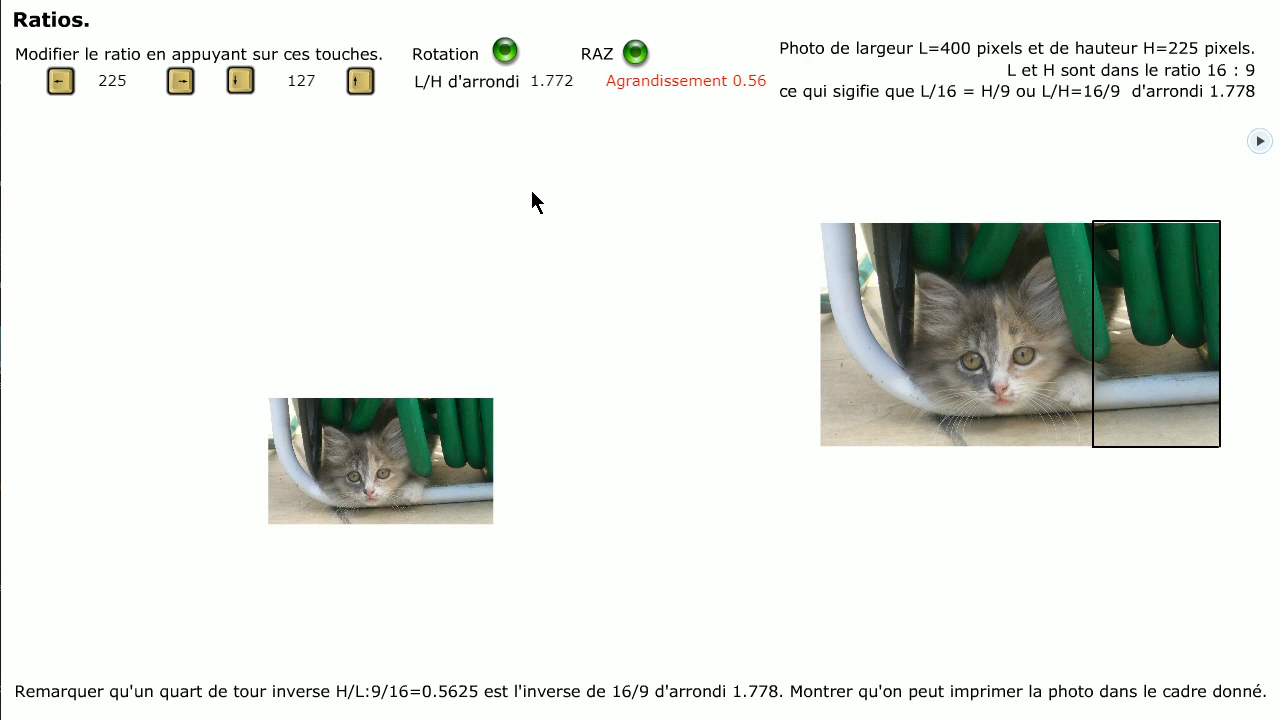 Ratios.
Modifier le ratio en appuyant sur ces touches. Rotation RAZ
225 127 L/H d'arrondi 1.772 Agrandissement 0.56
Photo de largeur L=400 pixels et de hauteur H=225 pixels.
L et H sont dans le ratio 16 : 9
ce qui sigifie que L/16 = H/9 ou L/H=16/9 d'arrondi 1.778
Remarquer qu'un quart de tour inverse H/L:9/16=0.5625 est l'inverse de 16/9 d'arrondi 1.778. Montrer qu'on peut imprimer la photo dans le cadre donné.